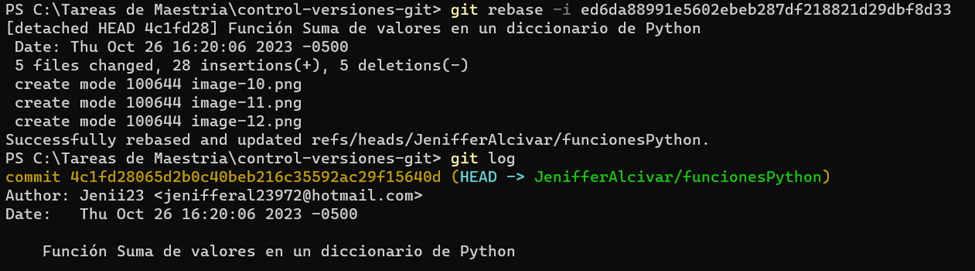 PS C:\Tareas de Maestria\control-versiones-git> git rebase -i ed6da88991e5602ebeb287df218821d29dbf8d33
[detached HEAD 4c1fd28] Función Suma de valores en un diccionario de Python
 Date: Thu Oct 26 16:20:06 2023 -0500
 5 files changed, 28 insertions(+), 5 deletions(-)
 create mode 100644 image-10.png
 create mode 100644 image-11.png
 create mode 100644 image-12.png
Successfully rebased and updated refs/heads/JenifferAlcivar/funcionesPython.
PS C:\Tareas de Maestria\control-versiones-git> git log
commit 4c1fd28065d2b0c40beb216c35592ac29f15640d (HEAD -> JenifferAlcivar/funcionesPython)
Author: Jenii23 <jenifferal23972@hotmail.com>
Date:   Thu Oct 26 16:20:06 2023 -0500

    Función Suma de valores en un diccionario de Python